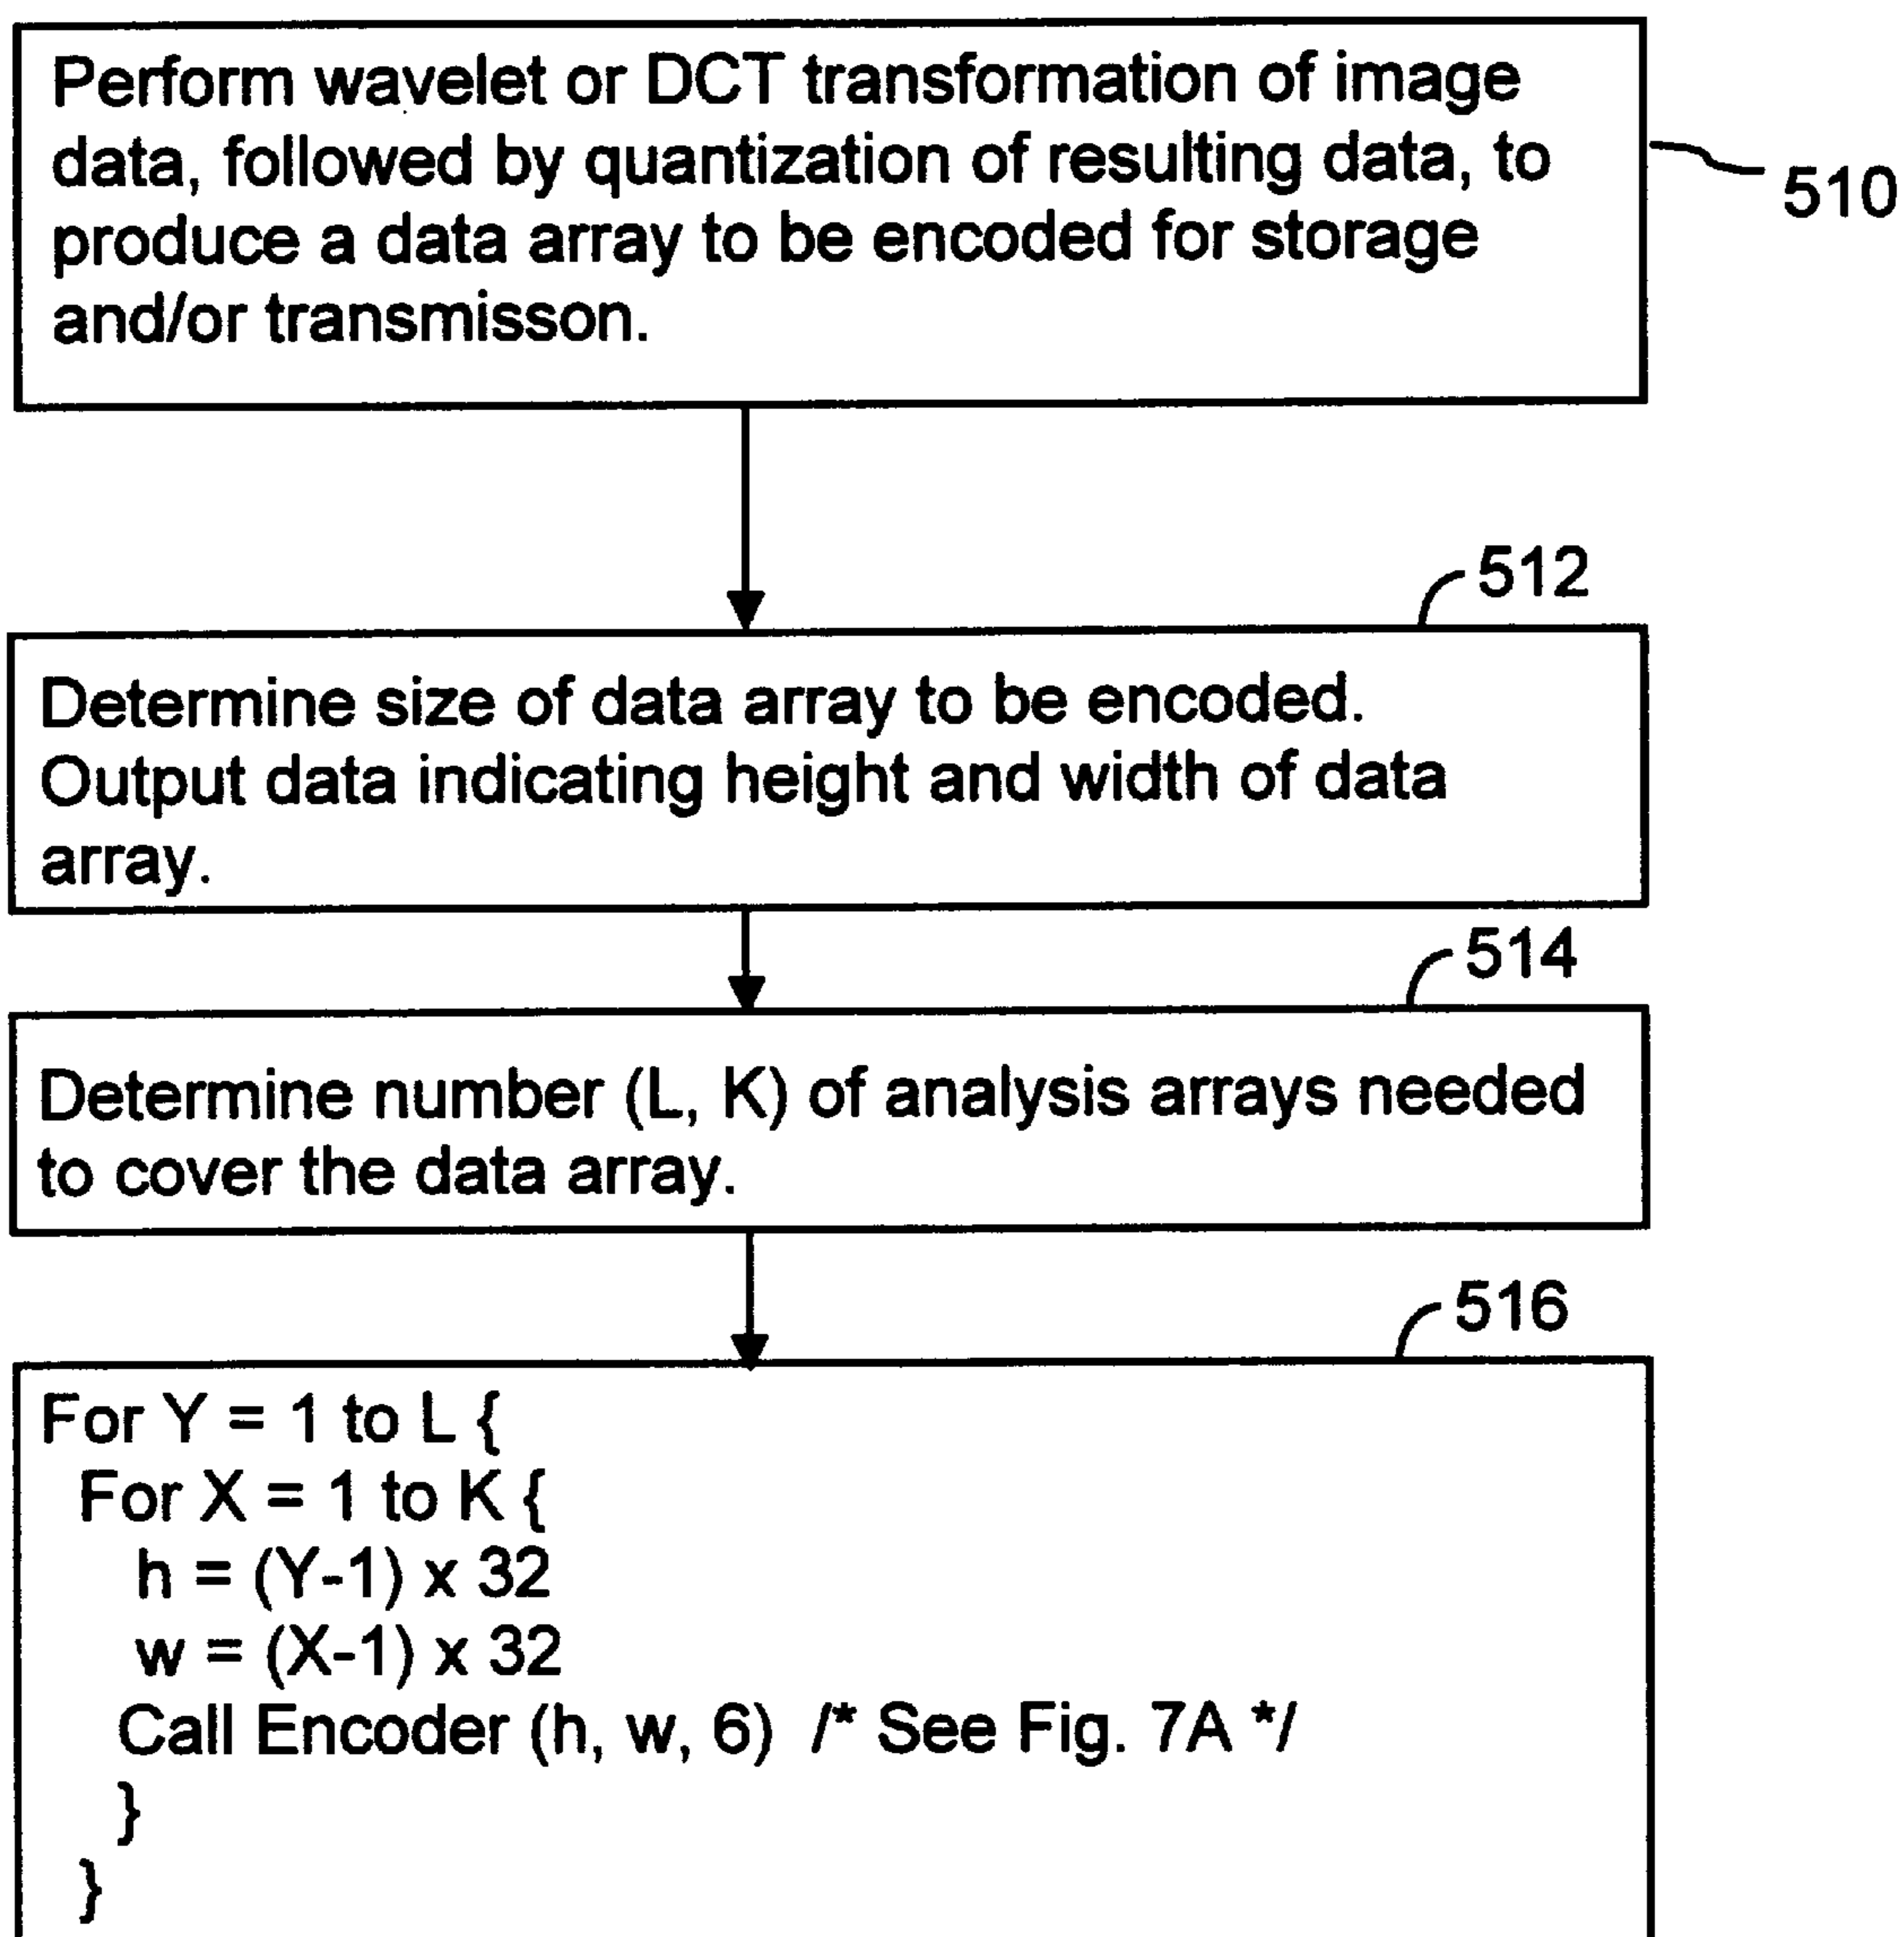 Perform wavelet or DCT transformation of image
data, followed by quantization of resulting data, to
produce a data array to be encoded for storage
and/or transmisson.
510
512
Determine size of data array to be encoded.
Output data indicating height and width of data
array.
514
Determine number (L, K) of analysis arrays needed
to cover the data array.
516
For Y = 1 to L {
For X = 1 to K {
h = (Y-1) x 32
w = (X-1) x 32
Call Encoder (h, w, 6) /* See Fig. 7A */
}
}